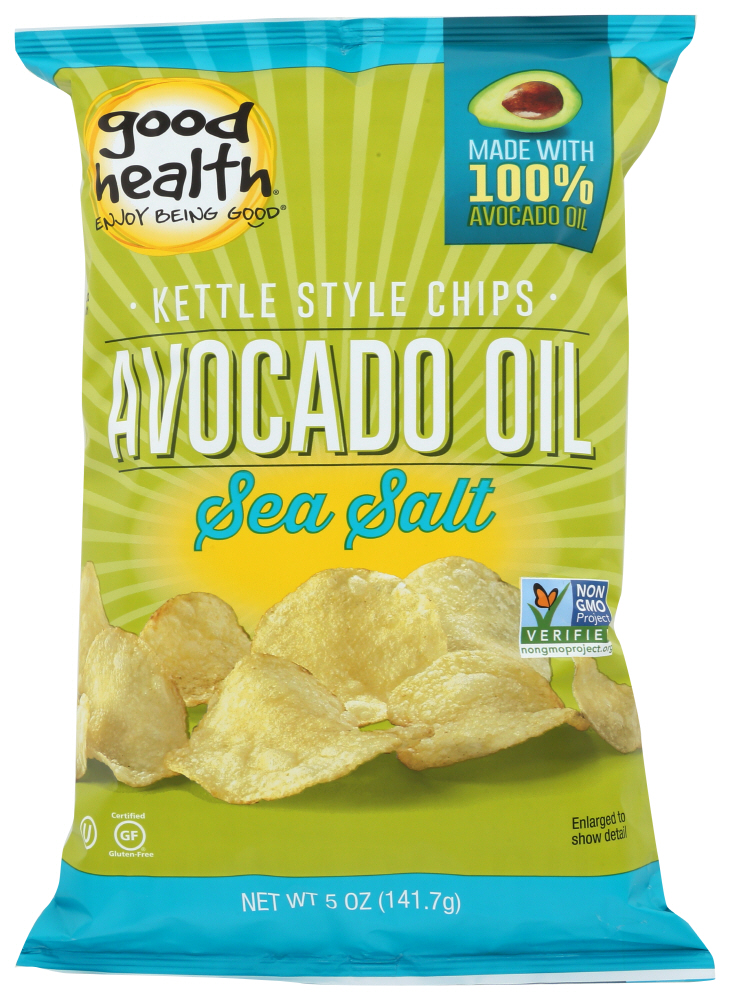 good
health®
ENJOY BEING GOOD®
MADE WITH
100%
AVOCADO OIL
· KETTLE STYLE CHIPS ·
AVOCADO OIL
Sea Salt
NON
GMO
Project
VERIFIE
nongmoproject.org
U
Certified
GF
Gluten-Free
Enlarged to
show detail
NET WT 5 OZ (141.7g)